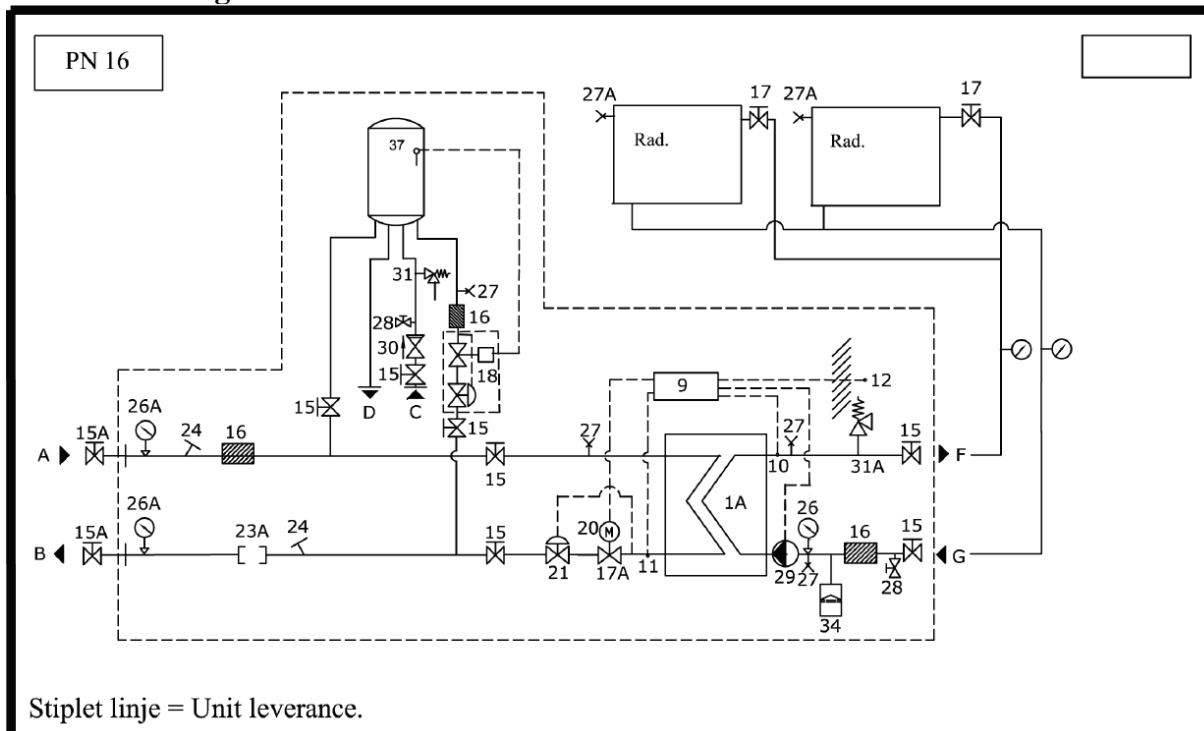 PN 16
27A
17
27A
17
Rad.
Rad.
37
31
27
28
16
30
18
15
15
D
C
15
9
12
26A
15A
24
16
27
27
15
A
F
15
10
31A
1A
26A
15A
23A
24
15
20
M
26
16
15
B
G
21
17A
11
29
27
28
34
Stiplet linje = Unit leverance.